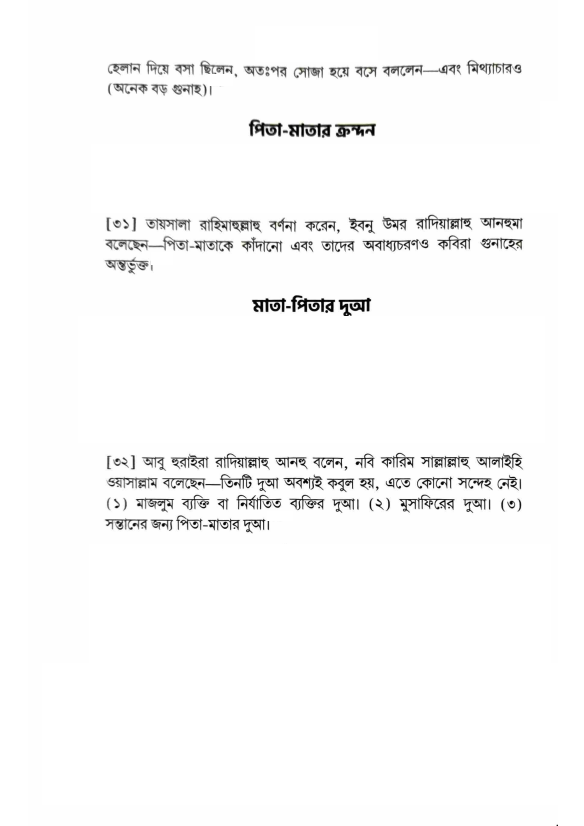 হেলান দিয়ে বসা ছিলেন, অতঃপর সোজা হয়ে বসে বললেন—এবং মিথ্যাচারও
(অনেক বড় গুনাহ)।
পিতা-মাতার ক্রন্দন
[৩১] তায়সালা রাহিমাহুল্লাহু বর্ণনা করেন, ইবনু উমর রাদিয়াল্লাহু আনহুমা
বলেছেন—পিতা-মাতাকে কাঁদানো এবং তাদের অবাধ্যচরণও কবিরা গুনাহের
অন্তর্ভুক্ত।
মাতা-পিতার দুআ
[৩২] আবু হুরাইরা রাদিয়াল্লাহু আনহু বলেন, নবি কারিম সাল্লাল্লাহু আলাইহি
ওয়াসাল্লাম বলেছেন—তিনটি দুআ অবশ্যই কবুল হয়, এতে কোনো সন্দেহ নেই।
(১) মাজলুম ব্যক্তি বা নির্যাতিত ব্যক্তির দুআ। (২) মুসাফিরের দুআ। (৩)
সন্তানের জন্য পিতা-মাতার দুআ।